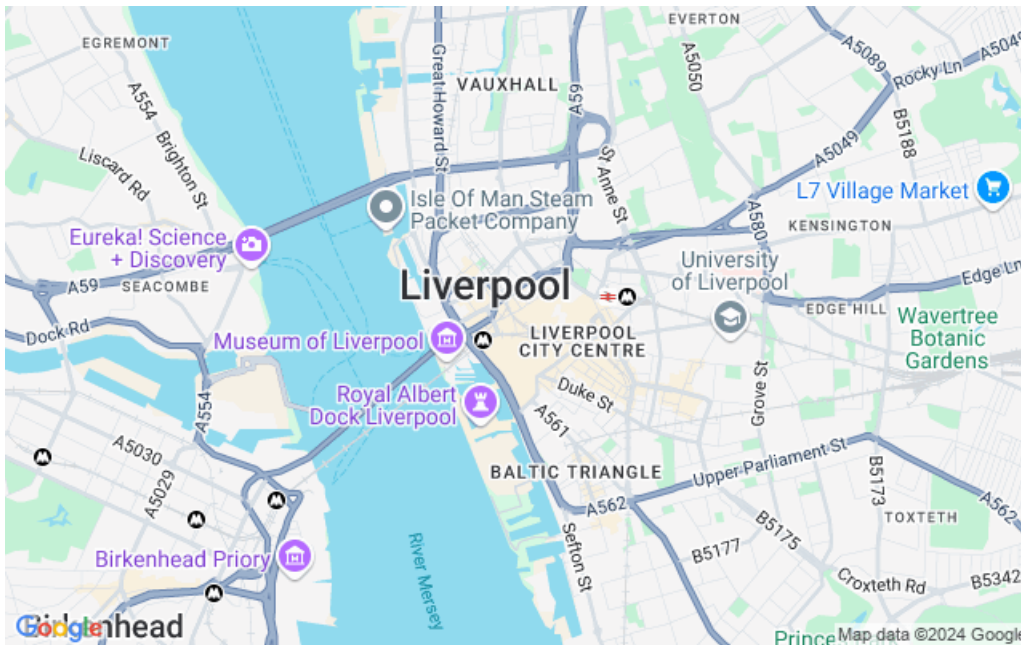 EVERTON
EGREMONT
A5089
A5049
Rocky Ln
A554
Great Howard St
VAUXHALL
A59
A5050
Brighton St
Liscard Rd
B5188
A5049
St Anne St
Isle Of Man Steam
Packet Company
L7 Village Market
A580
KENSINGTON
Eureka! Science
+ Discovery
University
of Liverpool
Edge Ln
A59
SEACOMBE
Liverpool
EDGE HILL
Wavertree
Botanic
Gardens
Dock Rd
Museum of Liverpool
LIVERPOOL
CITY CENTRE
Royal Albert
Dock Liverpool
Duke St
Grove St
A554
A561
A5030
A5029
BALTIC TRIANGLE
Upper Parliament St
B5173
A562
A562
TOXTETH
Sefton St
B5175
B5177
River Mersey
Birkenhead Priory
Croxteth Rd
B5342
Google
nhead
Prince
Map data ©2024 Google